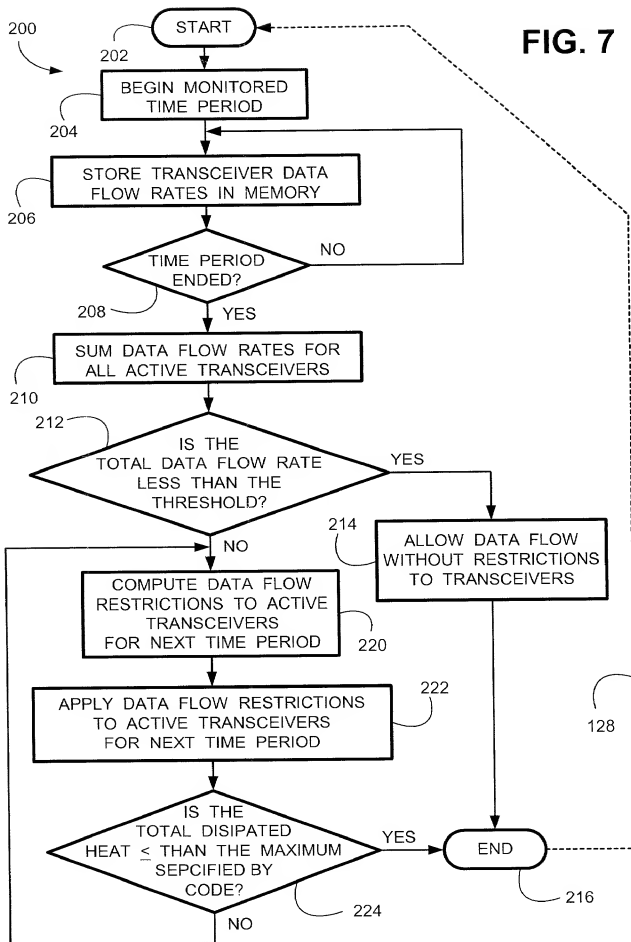 FIG. 7
200
START
202
BEGIN MONITORED
TIME PERIOD
204
STORE TRANSCEIVER DATA
FLOW RATES IN MEMORY
206
TIME PERIOD
ENDED?
NO
208
YES
SUM DATA FLOW RATES FOR
ALL ACTIVE TRANSCEIVERS
210
212
IS THE
TOTAL DATA FLOW RATE
LESS THAN THE
THRESHOLD?
YES
NO
214
ALLOW DATA FLOW
WITHOUT RESTRICTIONS
TO TRANSCEIVERS
COMPUTE DATA FLOW
RESTRICTIONS TO ACTIVE
TRANSCEIVERS
FOR NEXT TIME PERIOD
220
APPLY DATA FLOW RESTRICTIONS
TO ACTIVE TRANSCEIVERS
FOR NEXT TIME PERIOD
222
128
IS THE
TOTAL DISIPATED
HEAT ≤ THAN THE MAXIMUM
SEPCIFIED BY
CODE?
YES
END
216
224
NO